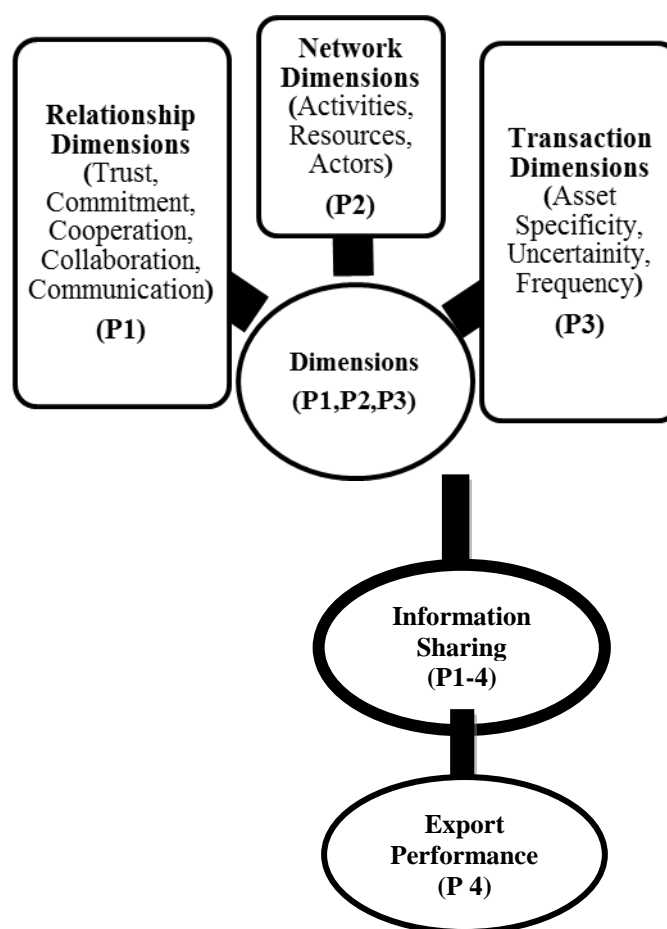 Relationship
Dimensions
(Trust,
Commitment,
Cooperation,
Collaboration,
Communication)
(P1)
Network
Dimensions
(Activities,
Resources,
Actors)
(P2)
Transaction
Dimensions
(Asset
Specificity,
Uncertainity,
Frequency)
(P3)
Dimensions
(P1,P2,P3)
Information
Sharing
(P1-4)
Export
Performance
(P 4)